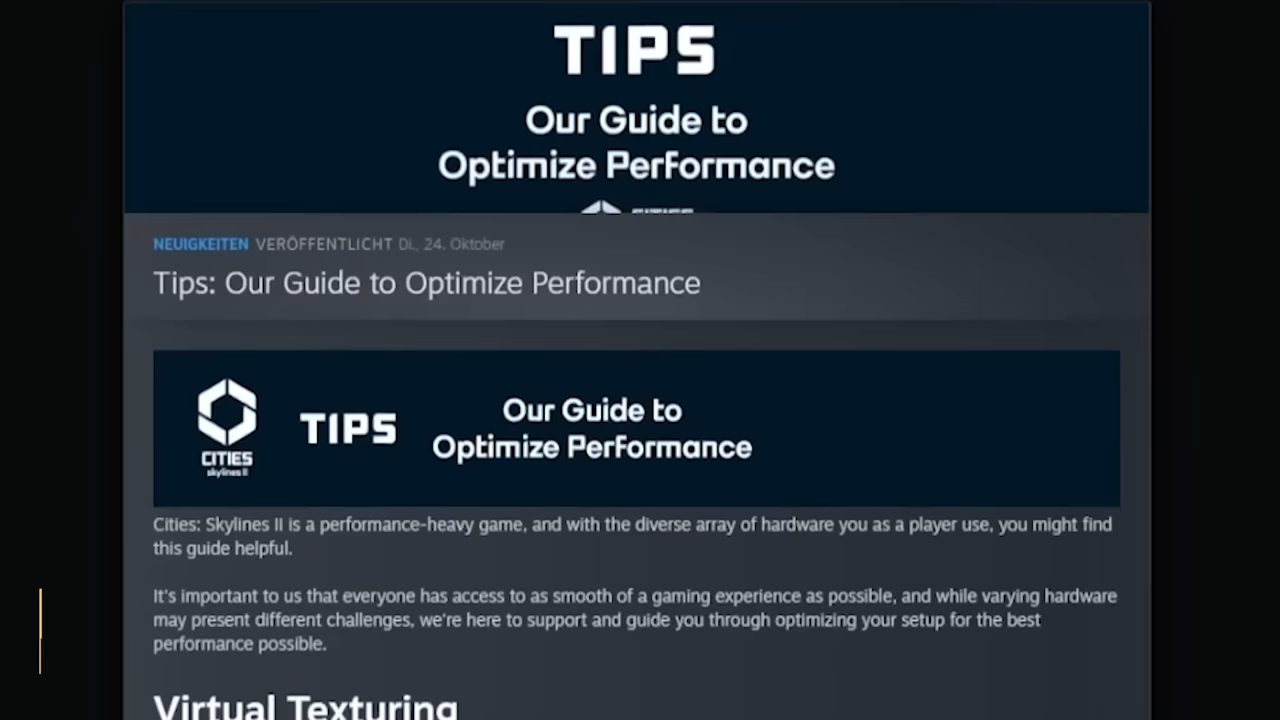 TIPS
Our Guide to
Optimize Performance
CITIES
NEUIGKEITEN VERÖFFENTLICHT Di., 24. Oktober
Tips: Our Guide to Optimize Performance
CITIES
skylines II
TIPS
Our Guide to
Optimize Performance
Cities: Skylines II is a performance-heavy game, and with the diverse array of hardware you as a player use, you might find
this guide helpful.
It's important to us that everyone has access to as smooth of a gaming experience as possible, and while varying hardware
may present different challenges, we're here to support and guide you through optimizing your setup for the best
performance possible.
Virtual Texturing